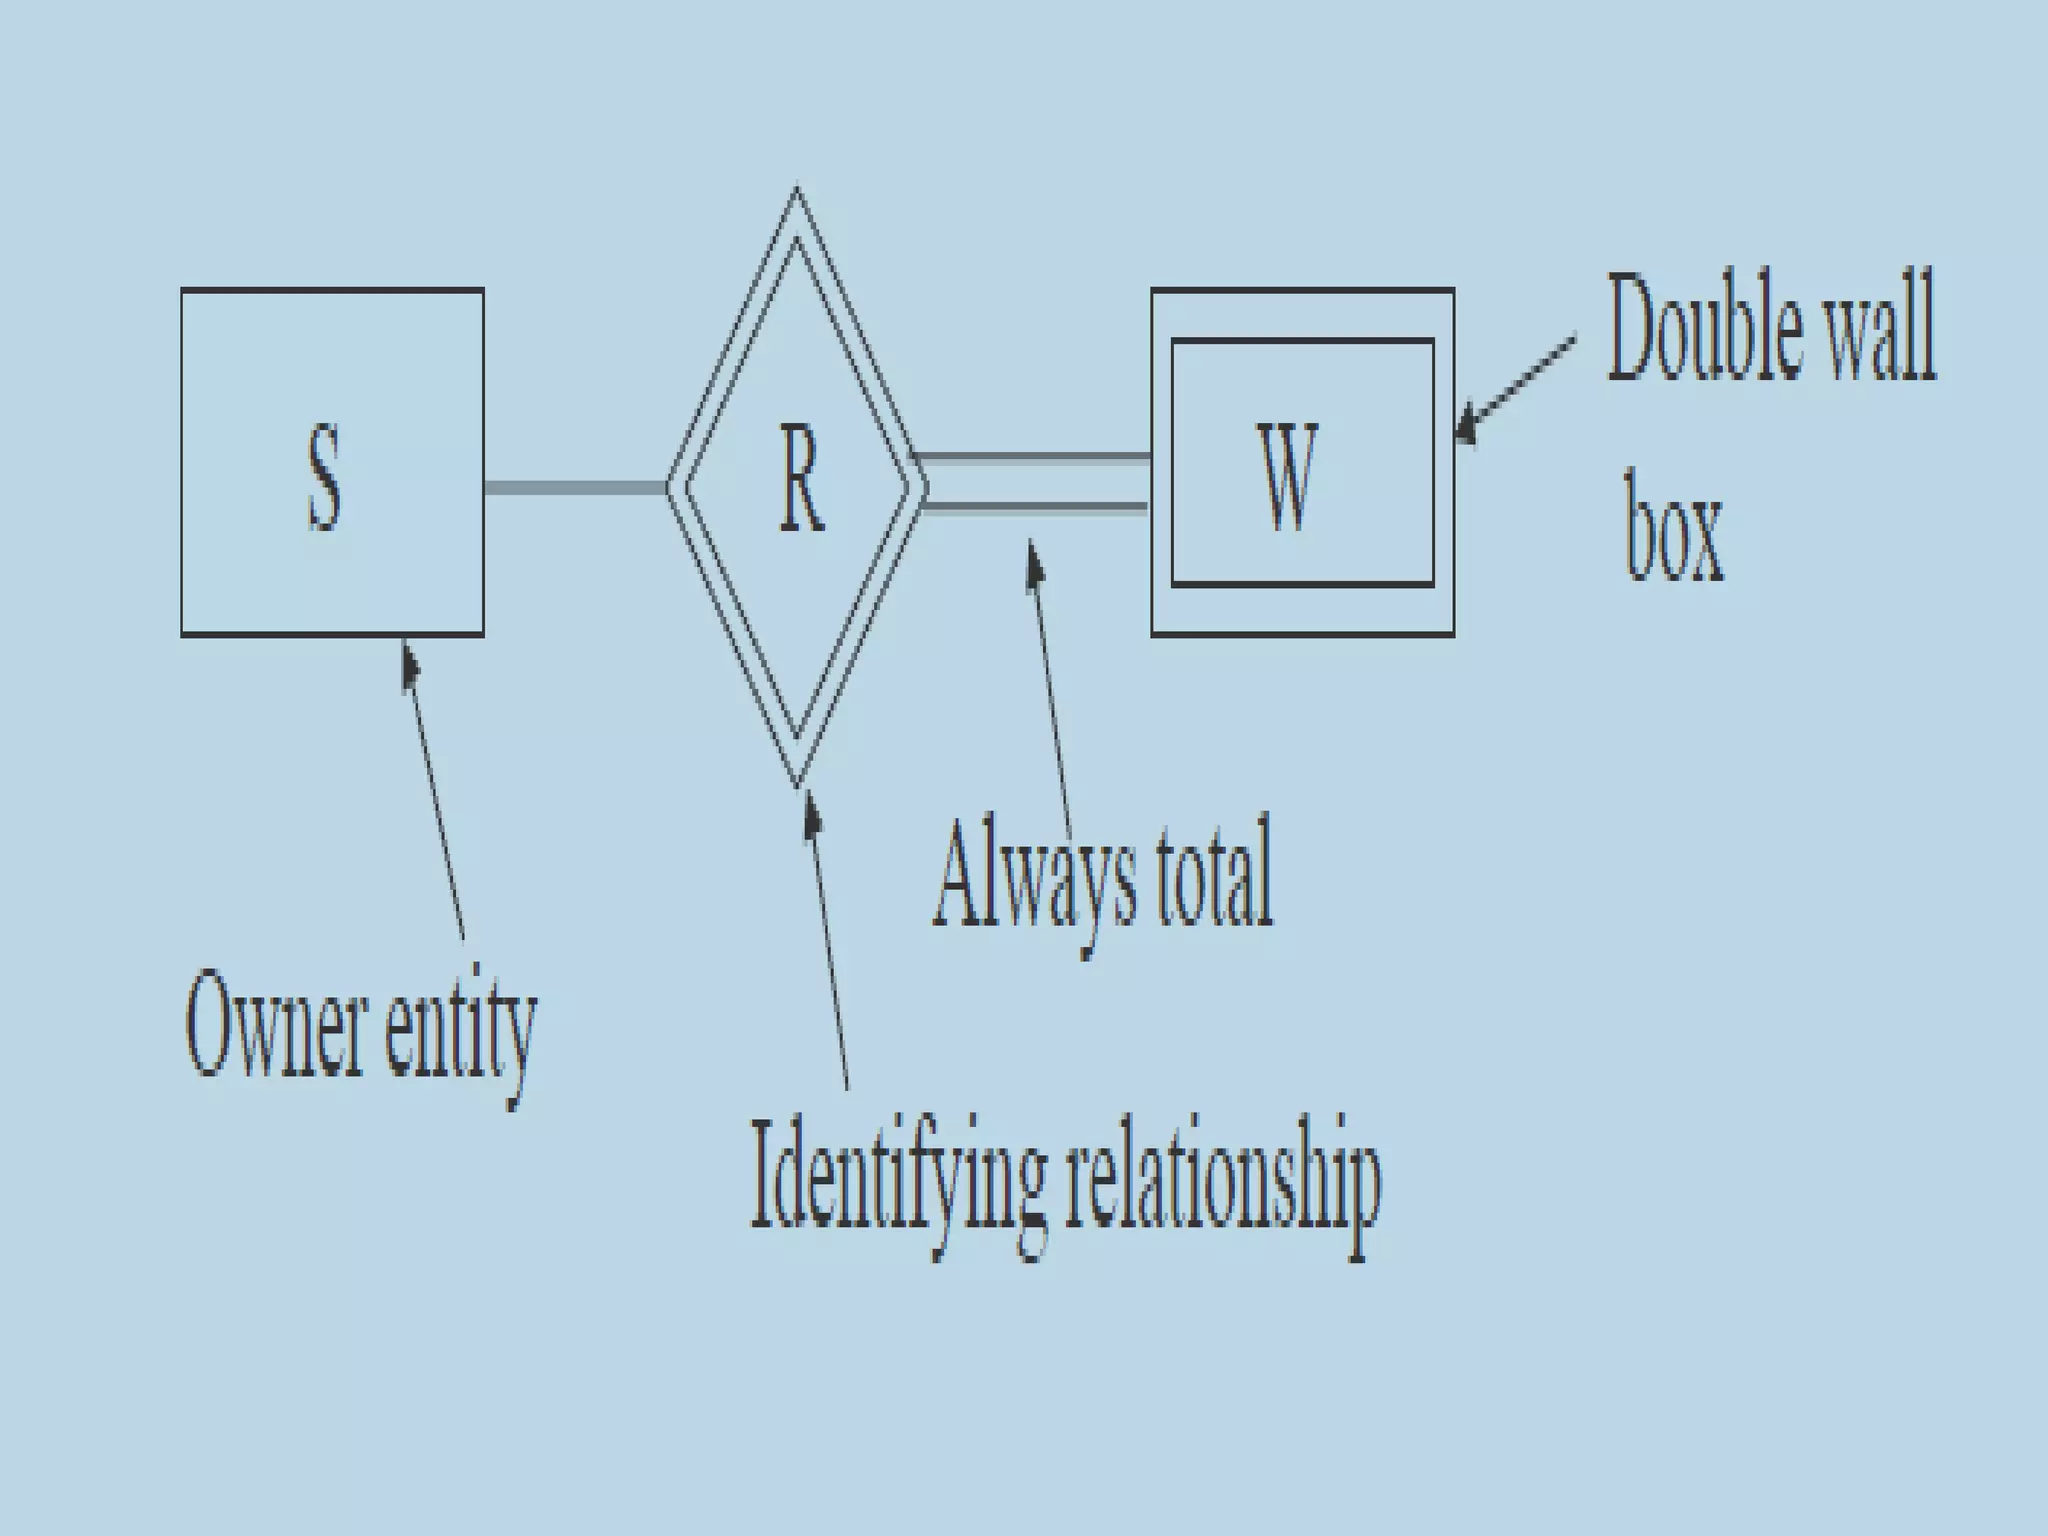 S
R
W
Double wall
box
Always total
Owner entity
Identifying relationship